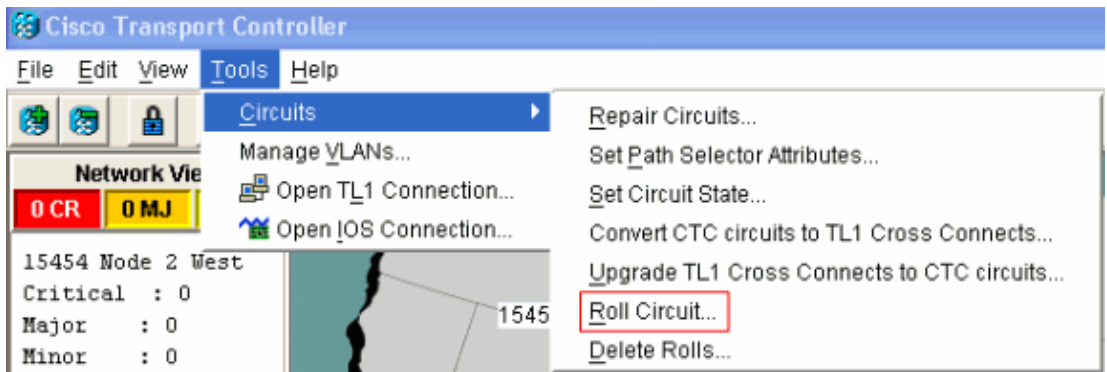 Cisco Transport Controller
File Edit View Tools Help
Circuits
Manage VLANs...
Open TL1 Connection...
Open IOS Connection...
Repair Circuits...
Set Path Selector Attributes...
Set Circuit State...
Convert CTC circuits to TL1 Cross Connects...
Upgrade TL1 Cross Connects to CTC circuits...
Roll Circuit...
Delete Rolls...
Network Vie
0 CR 0 MJ
15454 Node 2 West
Critical : 0
Major : 0
Minor : 0
1545